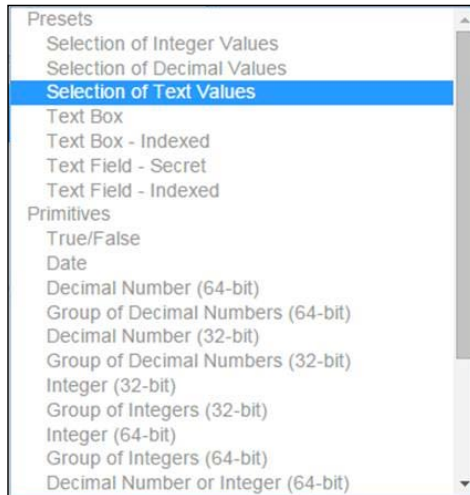 Presets
Selection of Integer Values
Selection of Decimal Values
Selection of Text Values
Text Box
Text Box - Indexed
Text Field - Secret
Text Field - Indexed
Primitives
True/False
Date
Decimal Number (64-bit)
Group of Decimal Numbers (64-bit)
Decimal Number (32-bit)
Group of Decimal Numbers (32-bit)
Integer (32-bit)
Group of Integers (32-bit)
Integer (64-bit)
Group of Integers (64-bit)
Decimal Number or Integer (64-bit)